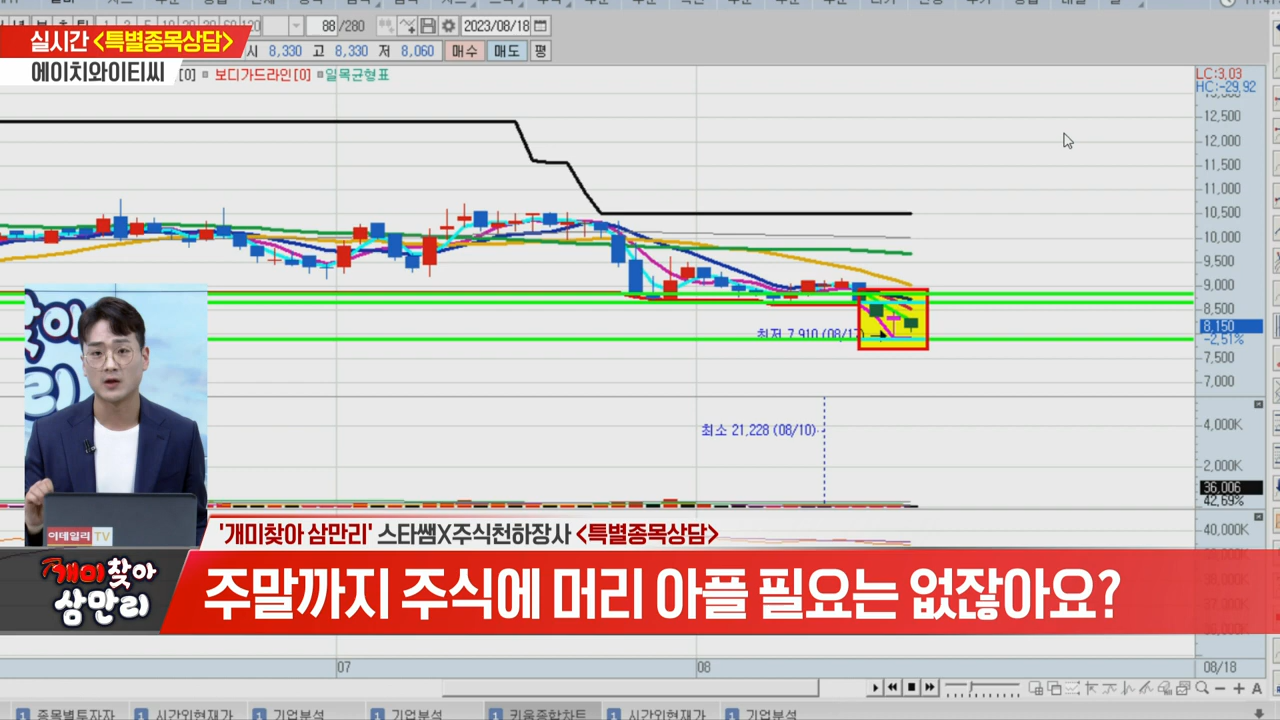 88 /280
2023/08/18
실시간 <특별종목상담>
시 8,330 고 8,330 저 8,060 매수 매도 평
에이치와이티씨
[0] 보디가드라인[0] 일목균형표
LC:3,03
HC:-29,92
12,500
12,000
11,500
11,000
10,500
10,000
9,500
9,000
8,500
8,150
-2,51%
7,500
7,000
최저 7,910 (08/17)
최소 21,228 (08/10)
4,000K
2,000K
36,006
42,69%
40,000K
이데일리 TV
'개미찾아 삼만리' 스타쌤X주식천하장사 <특별종목상담>
개미찾아
삼만리
주말까지 주식에 머리 아플 필요는 없잖아요?
07
08
08/18
1 종목별투자자 1 시간외현재가 1 기업분석 1 기업분석 1 키움종합차트 1 시간외현재가 1 기업분석